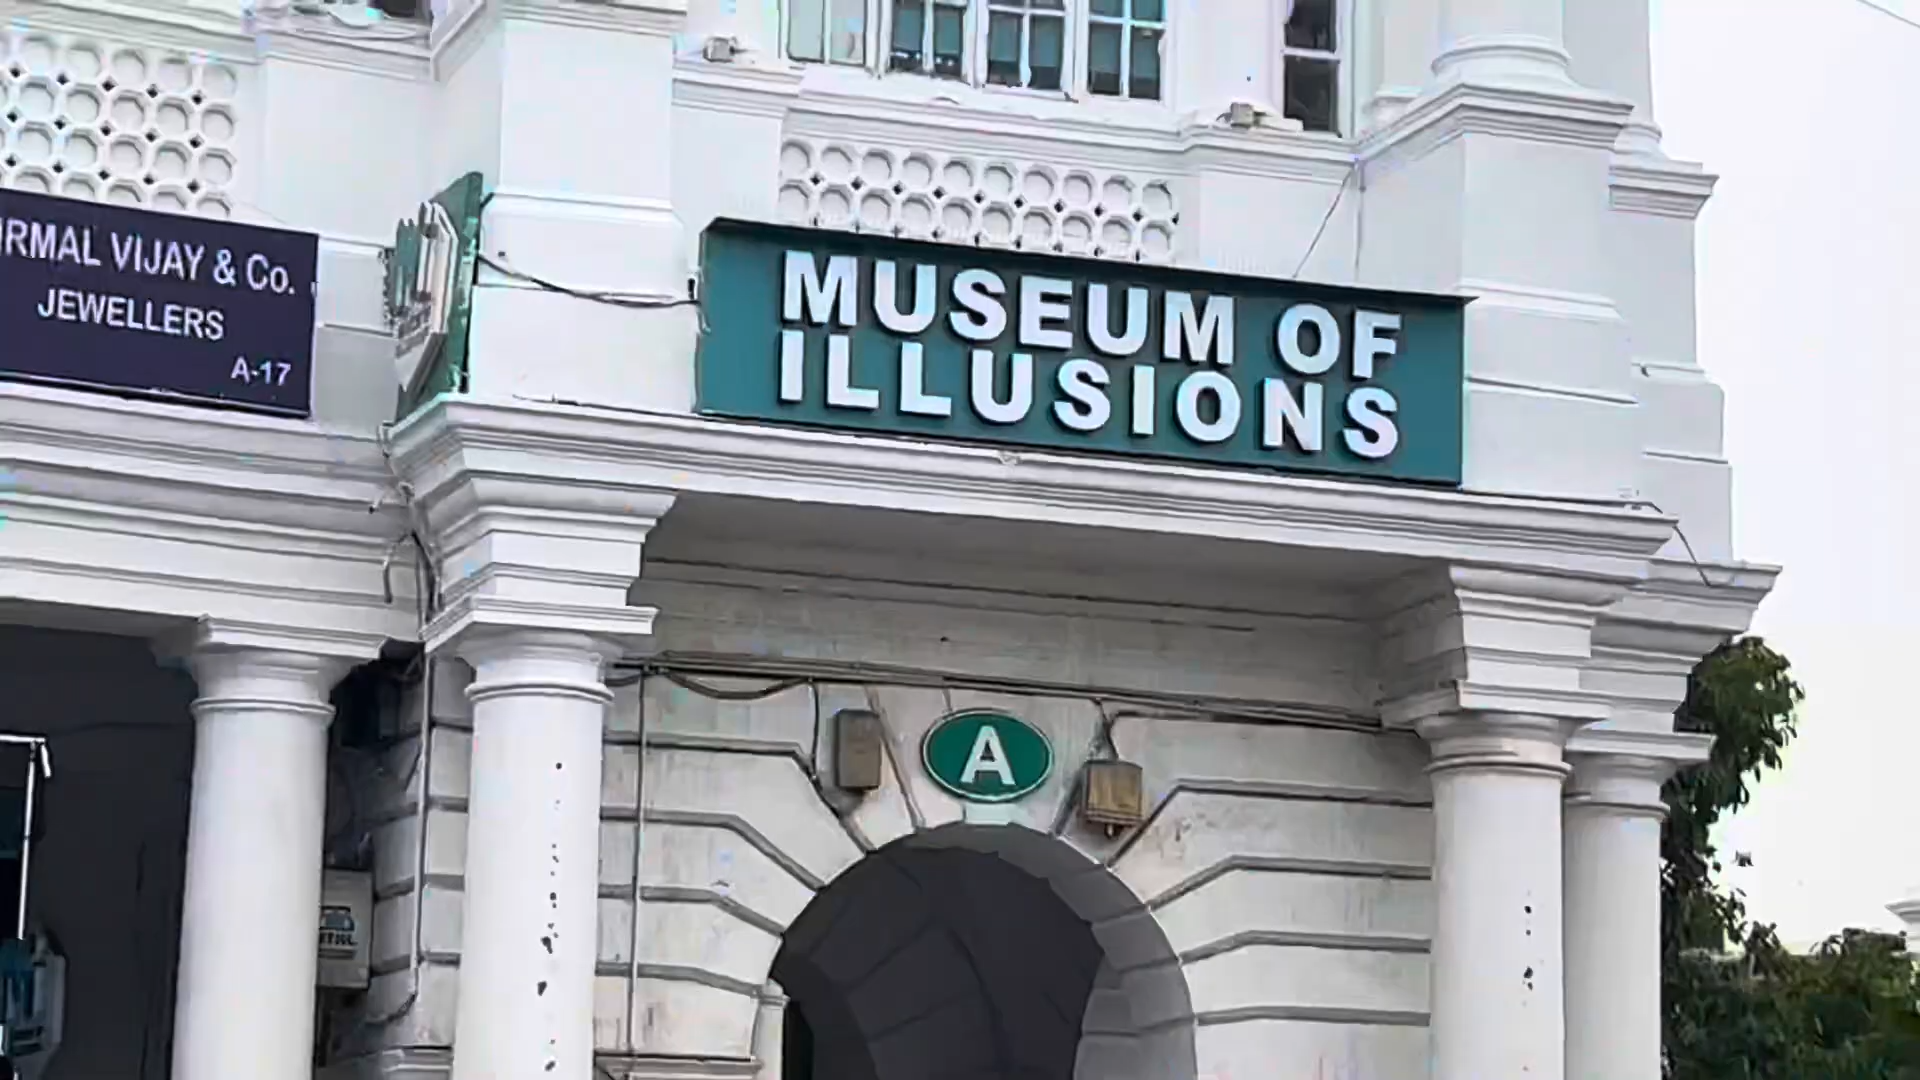 IRMAL VIJAY & Co.
JEWELLERS
A-17
MUSEUM OF
ILLUSIONS
A